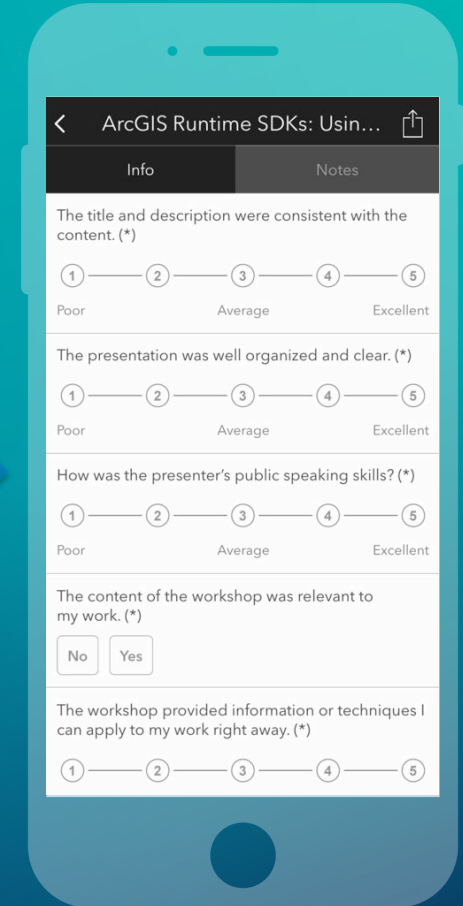 ArcGIS Runtime SDKs: Usin...
Info
Notes
The title and description were consistent with the
content. (*)
1 2 3 4 5
Poor Average Excellent
The presentation was well organized and clear. (*)
1 2 3 4 5
Poor Average Excellent
How was the presenter's public speaking skills? (*)
1 2 3 4 5
Poor Average Excellent
The content of the workshop was relevant to
my work. (*)
No Yes
The workshop provided information or techniques I
can apply to my work right away. (*)
1 2 3 4 5